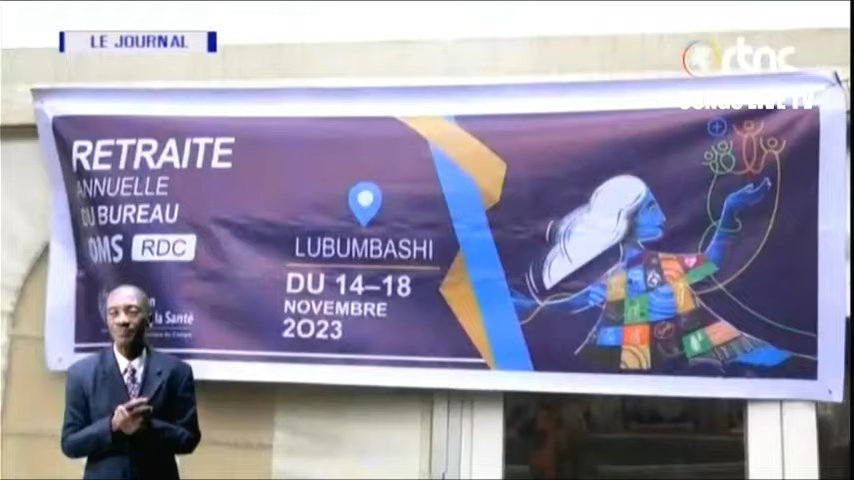 LE JOURNAL
rtnc
CONGO LIVE TV
RETRAITE
ANNUELLE
DU BUREAU
OMS RDC
LUBUMBASHI
DU 14–18
NOVEMBRE
2023
la Santé